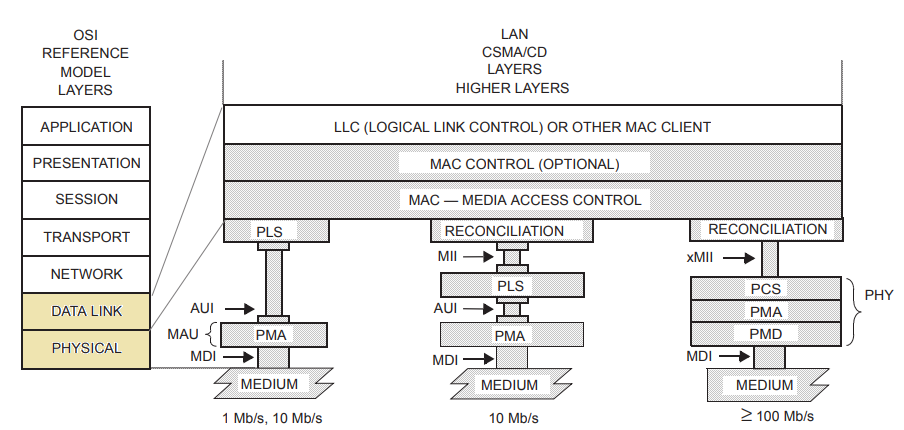 OSI
REFERENCE
MODEL
LAYERS
LAN
CSMA/CD
LAYERS
HIGHER LAYERS
APPLICATION
PRESENTATION
SESSION
TRANSPORT
NETWORK
DATA LINK
PHYSICAL
LLC (LOGICAL LINK CONTROL) OR OTHER MAC CLIENT
MAC CONTROL (OPTIONAL)
MAC — MEDIA ACCESS CONTROL
PLS
AUI
MAU
PMA
MDI
MEDIUM
1 Mb/s, 10 Mb/s
RECONCILIATION
MII
PLS
AUI
PMA
MDI
MEDIUM
10 Mb/s
RECONCILIATION
xMII
PCS
PMA
PMD
PHY
MDI
MEDIUM
≥ 100 Mb/s